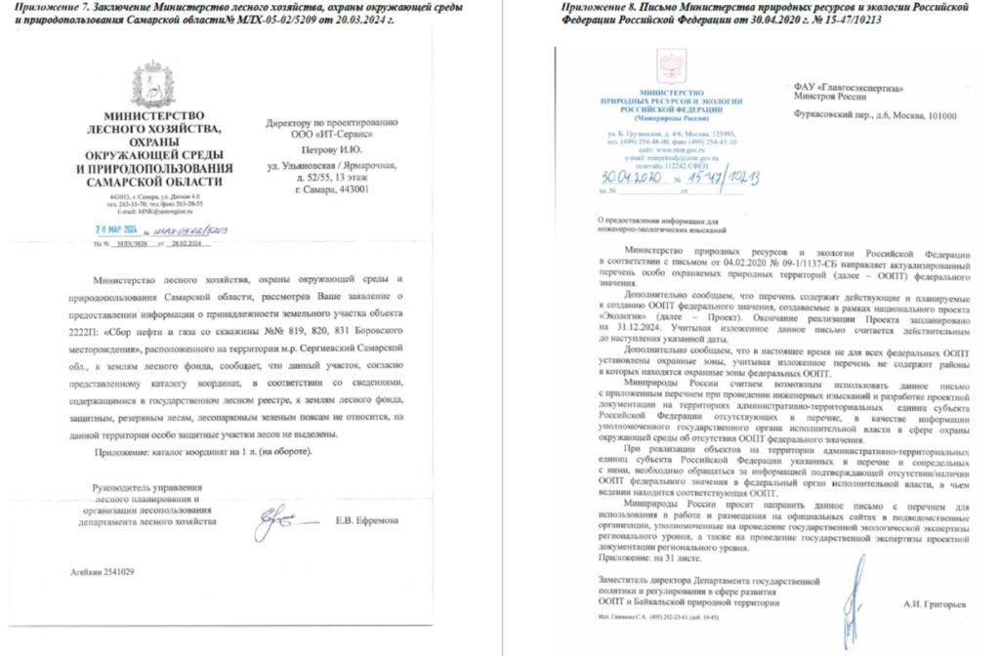 Приложение 7. Заключение Министерство лесного хозяйства, охраны окружающей среды
и природопользования Самарской области№ МЛХ-05-02/5209 от 20.03.2024 г.
МИНИСТЕРСТВО
ЛЕСНОГО ХОЗЯЙСТВА,
ОХРАНЫ
ОКРУЖАЮЩЕЙ СРЕДЫ
И ПРИРОДОПОЛЬЗОВАНИЯ
САМАРСКОЙ ОБЛАСТИ
443013, г. Самара, ул. Дачная 4 б
тел. 263-31-70; тел./факс 263-28-55
E-mail: MNR@samregion.ru
20 МАР 2024 №
На № МЛХ/3828 от 28.02.2024
Директору по проектированию
ООО «ИТ-Сервис»
Петрову И.Ю.
ул. Ульяновская / Ярмарочная,
д. 52/55, 13 этаж
г. Самара, 443001
Министерство лесного хозяйства, охраны окружающей среды и
природопользования Самарской области, рассмотрев Ваше заявление о
предоставлении информации о принадлежности земельного участка объекта
2222П: «Сбор нефти и газа со скважины №№ 819, 820, 831 Боровского
месторождения», расположенного на территории м.р. Сергиевский Самарской
обл., к землям лесного фонда, сообщает, что данный участок, согласно
представленному каталогу координат, в соответствии со сведениями,
содержащимися в государственном лесном реестре, к землям лесного фонда,
защитным, резервным лесам, лесопарковым зеленым поясам не относится, на
данной территории особо защитные участки лесов не выделены.
Приложение: каталог координат на 1 л. (на обороте).
Руководитель управления
лесного планирования и
организации лесопользования
департамента лесного хозяйства
Е.В. Ефремова
Агейкин 2541029
Приложение 8. Письмо Министерства природных ресурсов и экологии Российской
Федерации Российской Федерации от 30.04.2020 г. № 15-47/10213
МИНИСТЕРСТВО
ПРИРОДНЫХ РЕСУРСОВ И ЭКОЛОГИИ
РОССИЙСКОЙ ФЕДЕРАЦИИ
(Минприроды России)
ул. Б. Грузинская, д. 4/6, Москва, 125993,
тел. (499) 254-48-00, факс (499) 254-43-10
сайт: www.mnr.gov.ru
e-mail: minprirody@mnr.gov.ru
телетайп 112242 СФЕН
30.04.2020 № 15-47/10213
на № от
ФАУ «Главгосэкспертиза»
Минстроя России
Фуркасовский пер., д.6, Москва, 101000
О предоставлении информации для
инженерно-экологических изысканий
Министерство природных ресурсов и экологии Российской Федерации
в соответствии с письмом от 04.02.2020 № 09-1/1137-СБ направляет актуализированный
перечень особо охраняемых природных территорий (далее – ООПТ) федерального
значения.
Дополнительно сообщаем, что перечень содержит действующие и планируемые
к созданию ООПТ федерального значения, создаваемые в рамках национального проекта
«Экология» (далее – Проект). Окончание реализации Проекта запланировано
на 31.12.2024. Учитывая изложенное данное письмо считается действительным
до наступления указанной даты.
Дополнительно сообщаем, что в настоящее время не для всех федеральных ООПТ
установлены охранные зоны, учитывая изложенное перечень не содержит районы
в которых находятся охранные зоны федеральных ООПТ.
Минприроды России считаем возможным использовать данное письмо
с приложенным перечнем при проведении инженерных изысканий и разработке проектной
документации на территориях административно-территориальных единиц субъекта
Российской Федерации отсутствующих в перечне, в качестве информации
уполномоченного государственного органа исполнительной власти в сфере охраны
окружающей среды об отсутствии ООПТ федерального значения.
При реализации объектов на территории административно-территориальных
единиц субъекта Российской Федерации указанных в перечне и сопредельных
с ними, необходимо обращаться за информацией подтверждающей отсутствии/наличии
ООПТ федерального значения в федеральный орган исполнительной власти, в чьем
ведении находится соответствующая ООПТ.
Минприроды России просит направить данное письмо с перечнем для
использования в работе и размещения на официальных сайтах в подведомственные
организации, уполномоченные на проведение государственной экологической экспертизы
регионального уровня, а также на проведение государственной экспертизы проектной
документации регионального уровня.
Приложение: на 31 листе.
Заместитель директора Департамента государственной
политики и регулирования в сфере развития
ООПТ и Байкальской природной территории
А.И. Григорьев
Исп. Гапиенко С.А. (495) 252-23-61 (доб. 19-45)